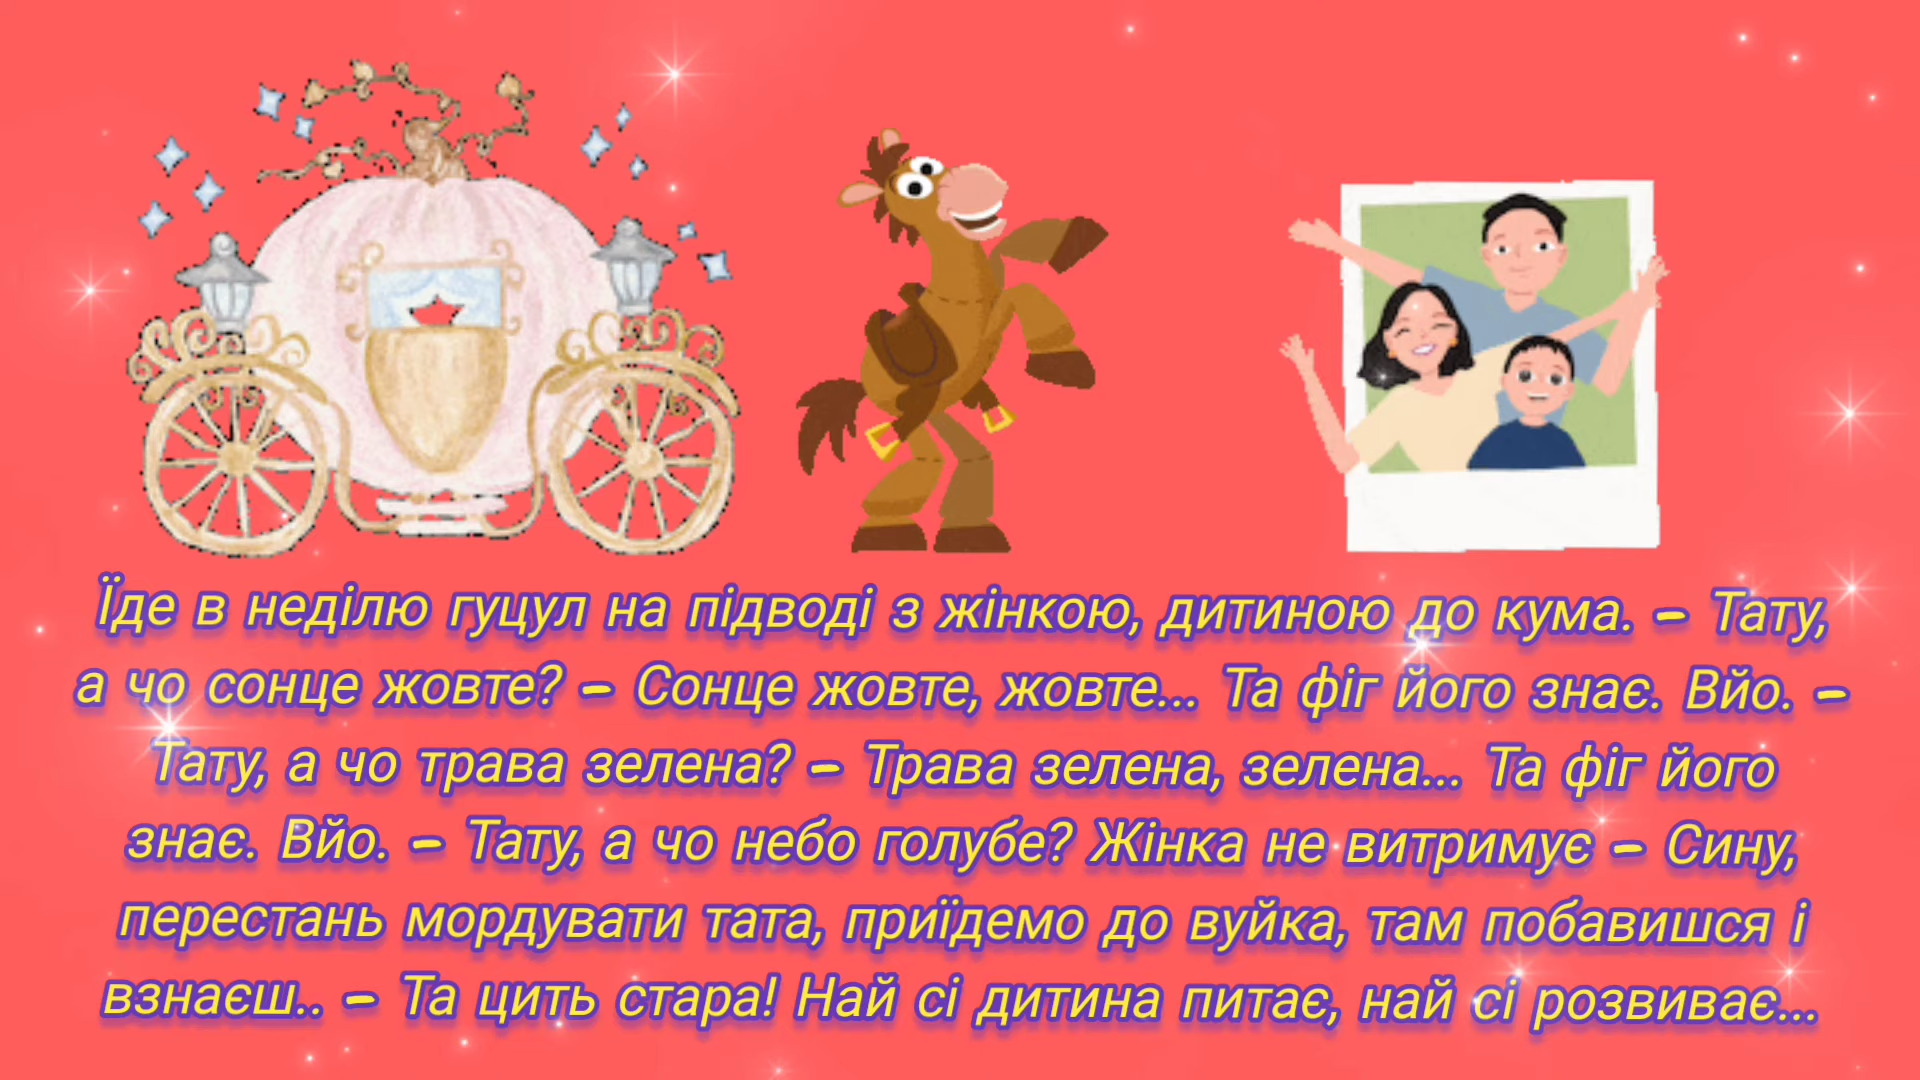 Їде в неділю гуцул на підводі з жінкою, дитиною до кума. – Тату,
а чо сонце жовте? – Сонце жовте, жовте... Та фіг його знає. Вйо. –
Тату, а чо трава зелена? – Трава зелена, зелена... Та фіг його
знає. Вйо. – Тату, а чо небо голубе? Жінка не витримує – Сину,
перестань мордувати тата, приїдемо до вуйка, там побавишся і
взнаєш.. – Та цить стара! Най сі дитина питає, най сі розвиває...